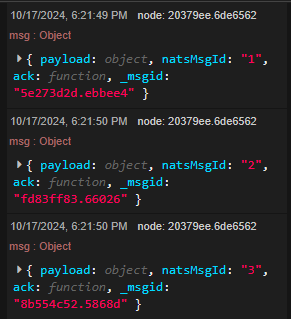 10/17/2024, 6:21:49 PM node: 20379ee.6de6562
msg : Object
▸{ payload: object, natsMsgId: "1",
ack: function, _msgid:
"5e273d2d.ebbee4" }
10/17/2024, 6:21:50 PM node: 20379ee.6de6562
msg : Object
▸{ payload: object, natsMsgId: "2",
ack: function, _msgid:
"fd83ff83.66026" }
10/17/2024, 6:21:50 PM node: 20379ee.6de6562
msg : Object
▸{ payload: object, natsMsgId: "3",
ack: function, _msgid:
"8b554c52.5868d" }